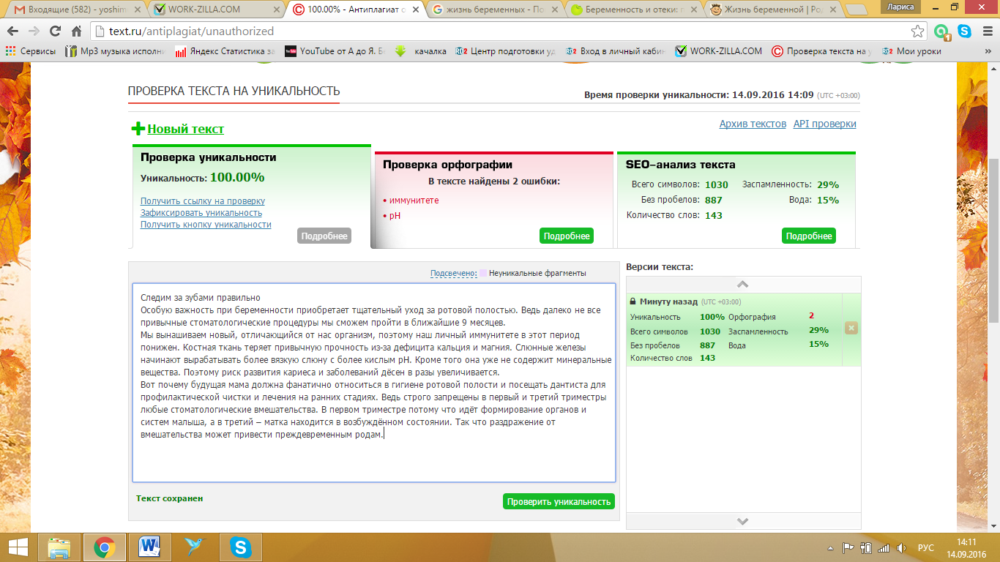 Входящие (582) - yoshim
WORK-ZILLA.COM
100.00% - Антиплагиат о
жизнь беременных - По
Беременность и отеки: п
Жизнь беременной | Род
Лариса
text.ru/antiplagiat/unauthorized
1
Сервисы
Mp3 музыка исполни
Яндекс Статистика за
YouTube от А до Я. Б
качалка
Центр подготовки уд
Вход в личный кабин
WORK-ZILLA.COM
Проверка текста на у
Мои уроки
»
ПРОВЕРКА ТЕКСТА НА УНИКАЛЬНОСТЬ
Время проверки уникальности: 14.09.2016 14:09 (UTC +03:00)
Новый текст
Архив текстов API проверки
Проверка уникальности
Уникальность: 100.00%
Получить ссылку на проверку
Зафиксировать уникальность
Получить кнопку уникальности
Подробнее
Проверка орфографии
В тексте найдены 2 ошибки:
• иммунитете
• pH
Подробнее
SEO-анализ текста
Всего символов: 1030 Заспамленность: 29%
Без пробелов: 887 Вода: 15%
Количество слов: 143
Подробнее
Подсвечено: Неуникальные фрагменты
Следим за зубами правильно
Особую важность при беременности приобретает тщательный уход за ротовой полостью. Ведь далеко не все
привычные стоматологические процедуры мы сможем пройти в ближайшие 9 месяцев.
Мы вынашиваем новый, отличающийся от нас организм, поэтому наш личный иммунитете в этот период
понижен. Костная ткань теряет привычную прочность из-за дефицита кальция и магния. Слюнные железы
начинают вырабатывать более вязкую слюну с более кислым pH. Кроме того она уже не содержит минеральные
вещества. Поэтому риск развития кариеса и заболеваний дёсен в разы увеличивается.
Вот почему будущая мама должна фанатично относиться в гигиене ротовой полости и посещать дантиста для
профилактической чистки и лечения на ранних стадиях. Ведь строго запрещены в первый и третий триместры
любые стоматологические вмешательства. В первом триместре потому что идёт формирование органов и
систем малыша, а в третий – матка находится в возбуждённом состоянии. Так что раздражение от
вмешательства может привести преждевременным родам.
Текст сохранен
Проверить уникальность
Версии текста:
Минуту назад (UTC +03:00)
Уникальность 100% Орфография 2
Всего символов 1030 Заспамленность 29%
Без пробелов 887 Вода 15%
Количество слов 143
РУС
14:11
14.09.2016